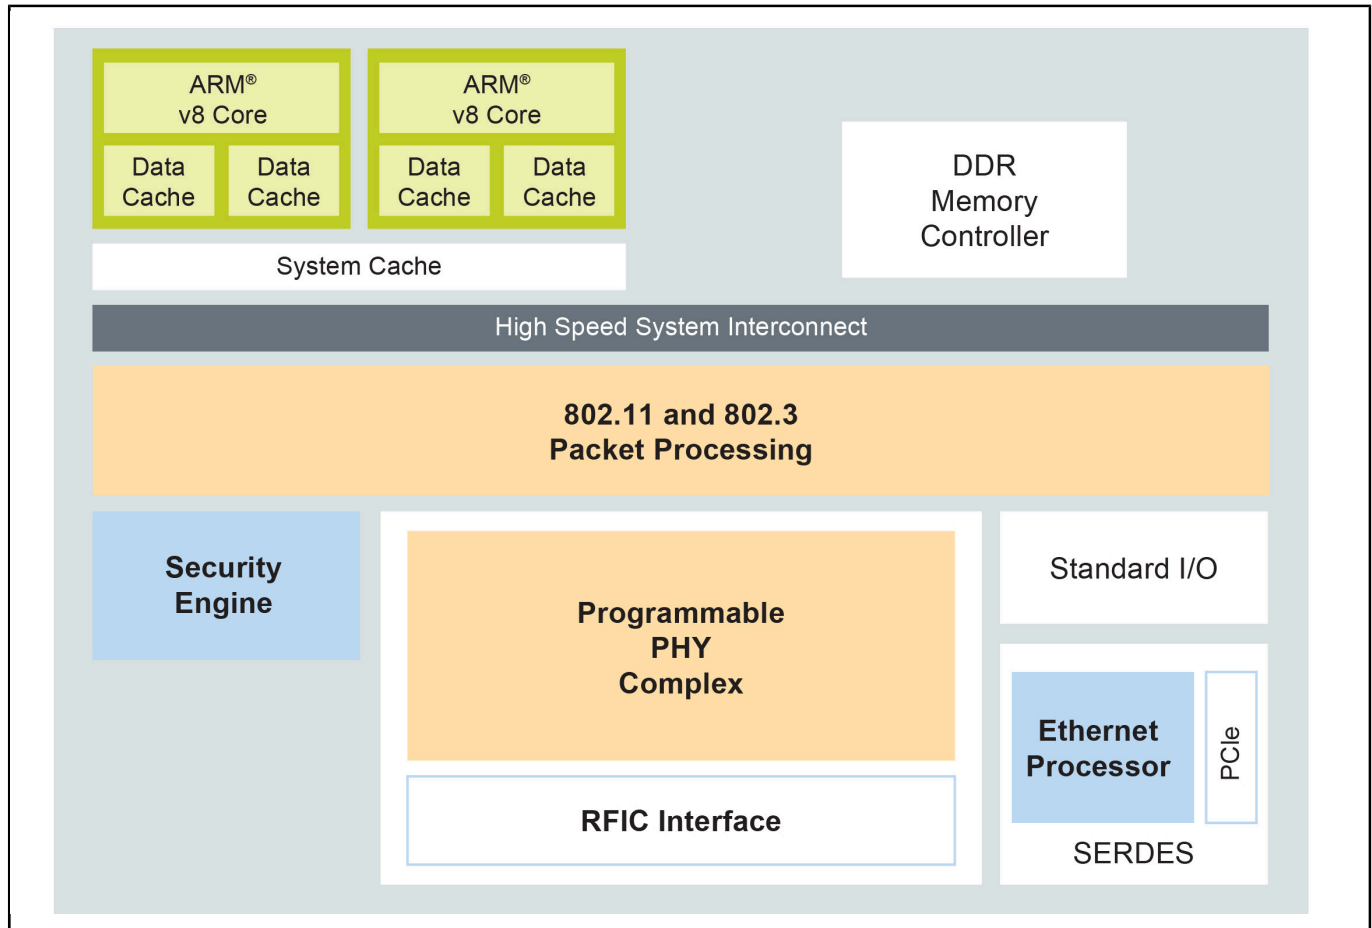 ARM®
v8 Core
Data
Cache
Data
Cache
ARM®
v8 Core
Data
Cache
Data
Cache
System Cache
DDR
Memory
Controller
High Speed System Interconnect
802.11 and 802.3
Packet Processing
Security
Engine
Programmable
PHY
Complex
RFIC Interface
Standard I/O
Ethernet
Processor
PCIe
SERDES